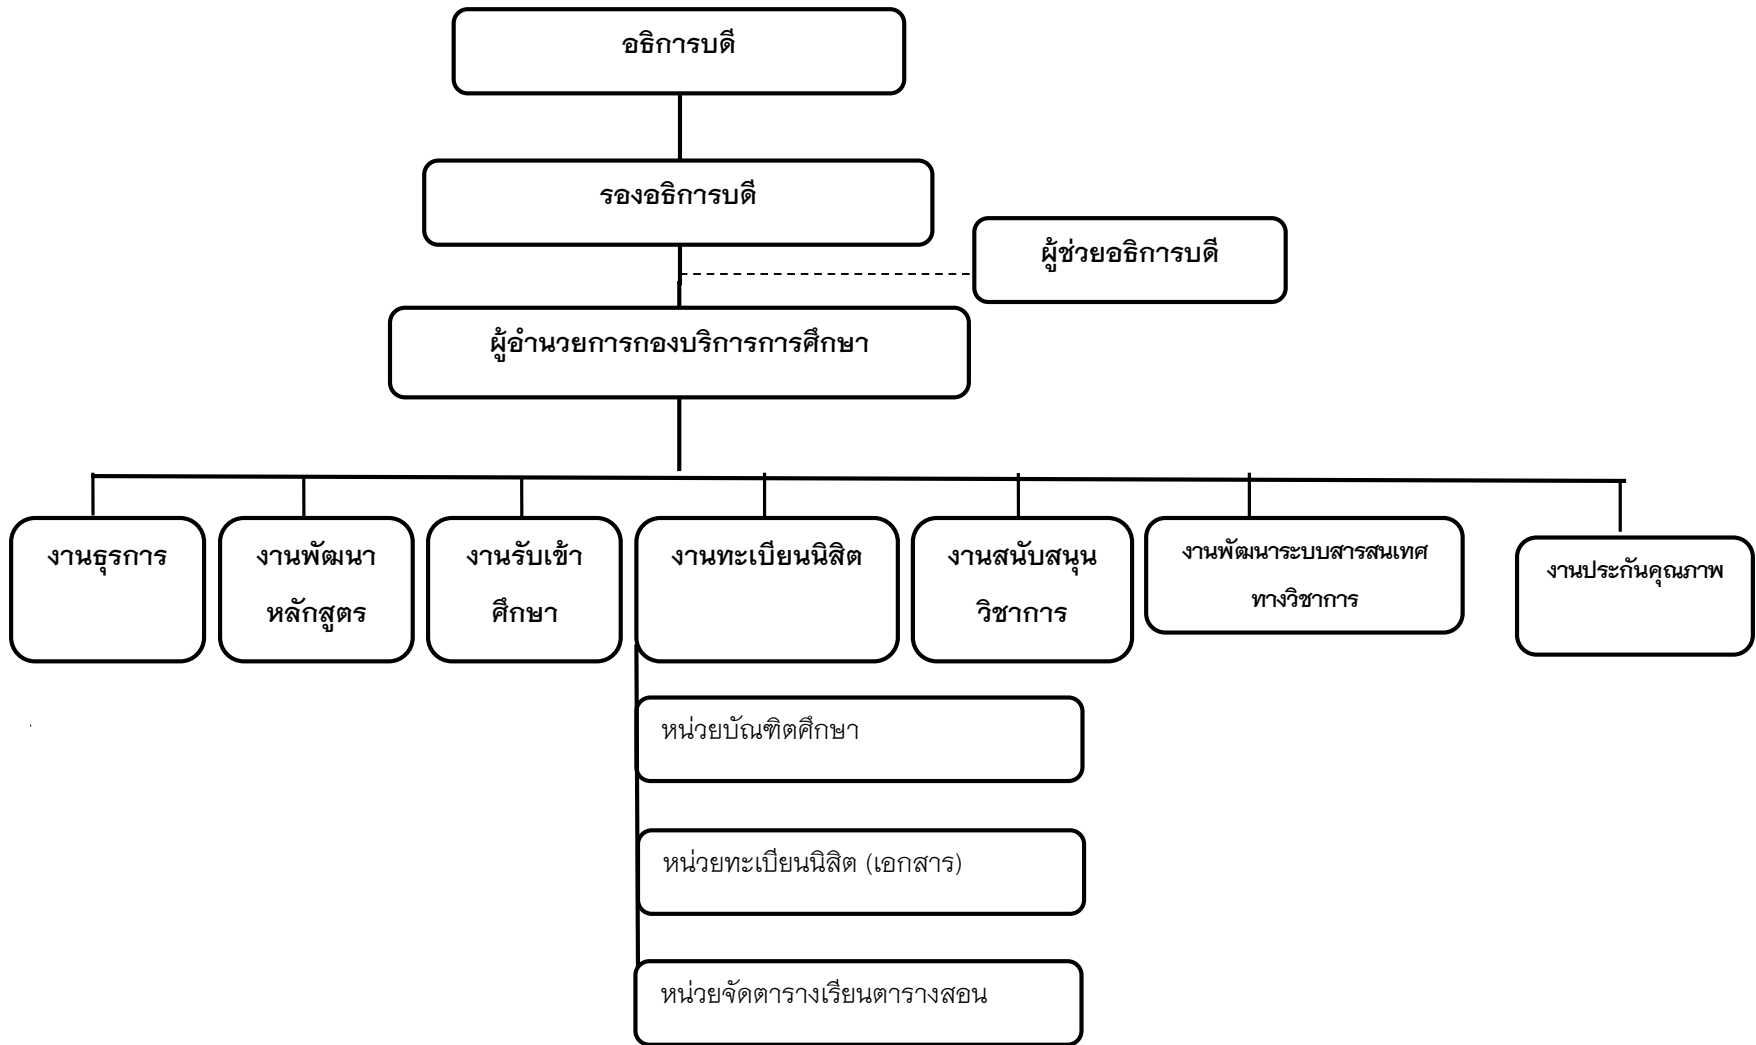 อธิการบดี
รองอธิการบดี
ผู้ช่วยอธิการบดี
ผู้อำนวยการกองบริการการศึกษา
งานธุรการ
งานพัฒนา
หลักสูตร
งานรับเข้า
ศึกษา
งานทะเบียนนิสิต
งานสนับสนุน
วิชาการ
งานพัฒนาระบบสารสนเทศ
ทางวิชาการ
งานประกันคุณภาพ
หน่วยบัณฑิตศึกษา
หน่วยทะเบียนนิสิต (เอกสาร)
หน่วยจัดตารางเรียนตารางสอน